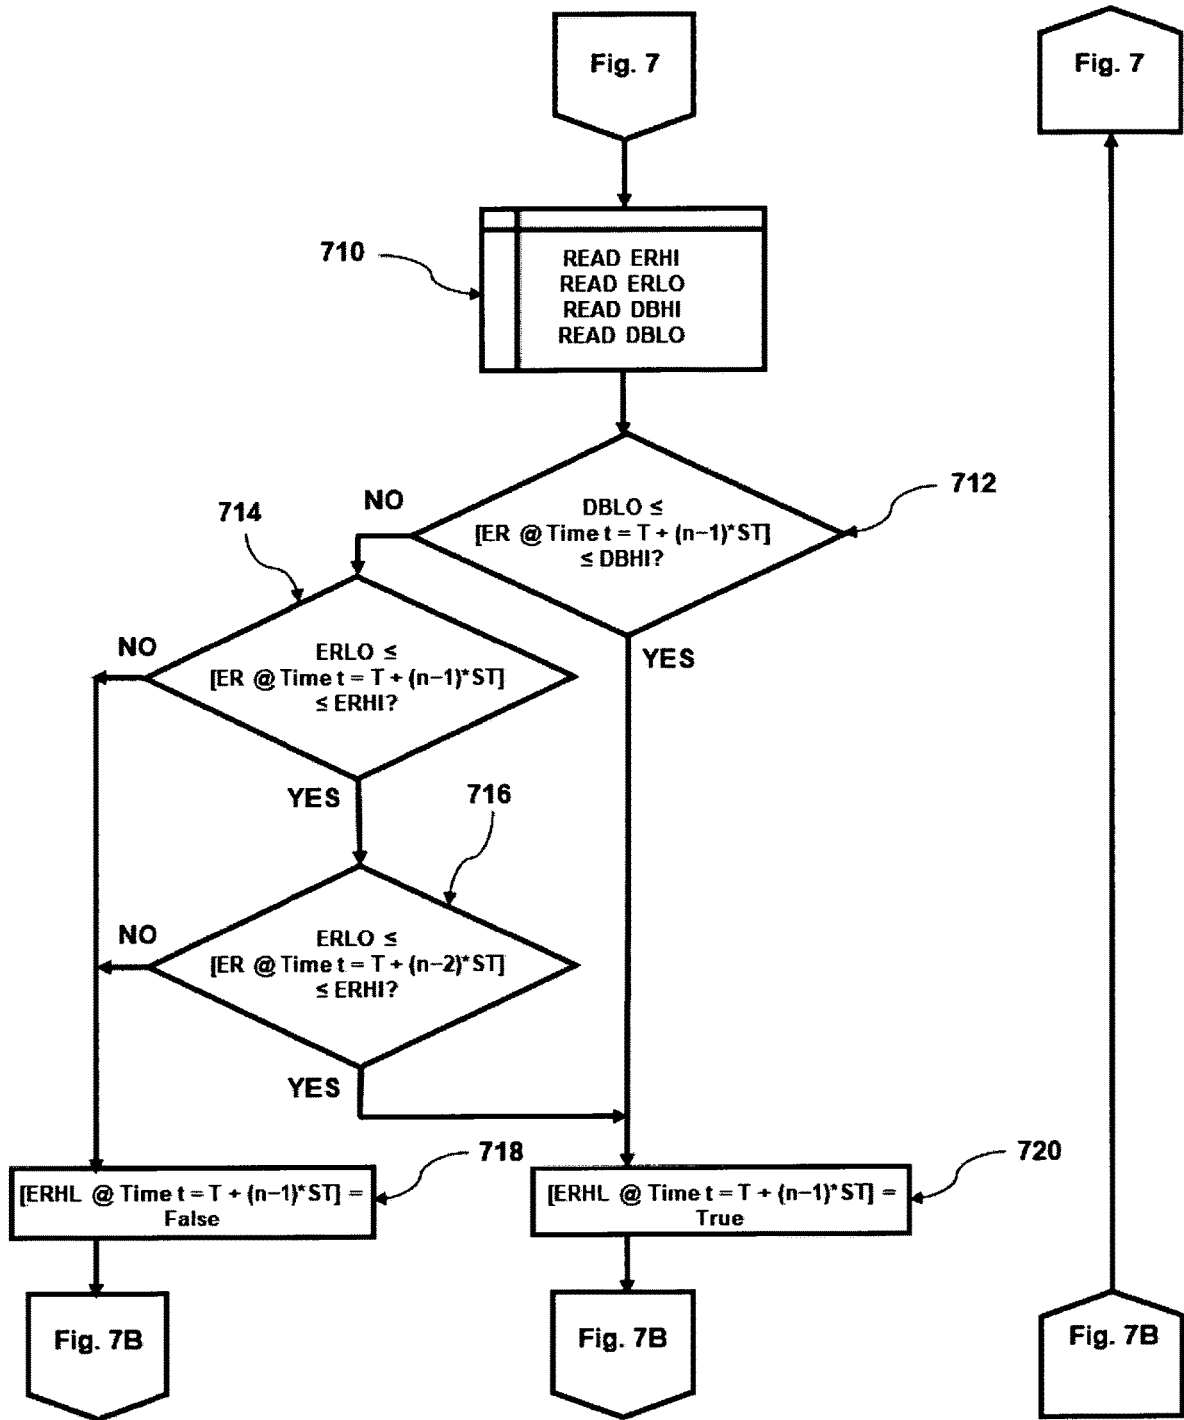 Fig. 7
Fig. 7
710
READ ERHI
READ ERLO
READ DBHI
READ DBLO
712
NO
DBLO ≤
[ER @ Time t = T + (n−1)*ST]
≤ DBHI?
YES
714
NO
ERLO ≤
[ER @ Time t = T + (n−1)*ST]
≤ ERHI?
YES
716
NO
ERLO ≤
[ER @ Time t = T + (n−2)*ST]
≤ ERHI?
YES
718
[ERHL @ Time t = T + (n−1)*ST] =
False
720
[ERHL @ Time t = T + (n−1)*ST] =
True
Fig. 7B
Fig. 7B
Fig. 7B